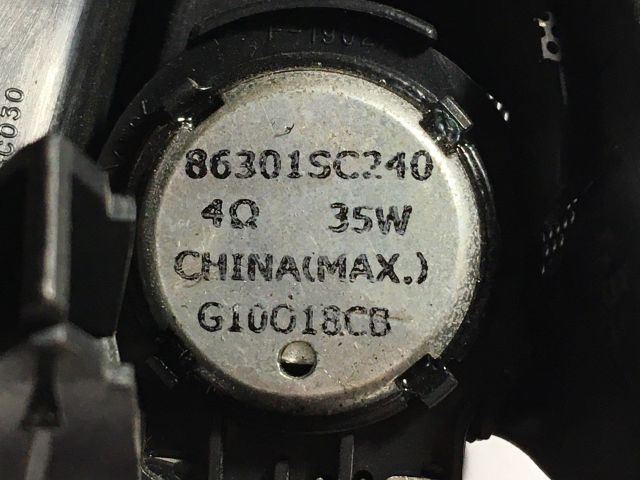 86301SC240
4Ω 35W
CHINA(MAX.)
G10018CB